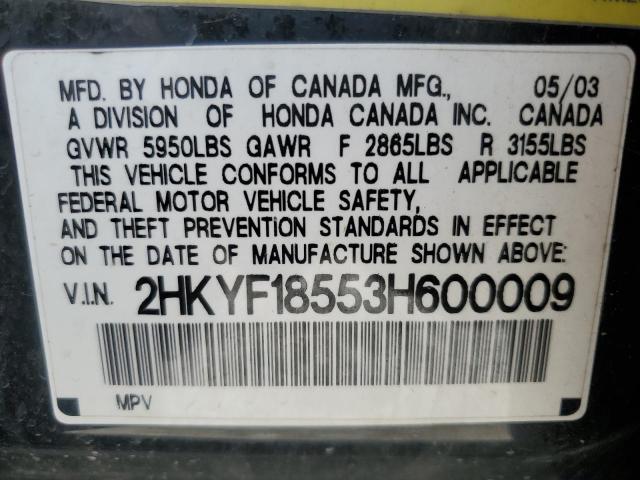 MFD. BY HONDA OF CANADA MFG., 05/03
A DIVISION OF HONDA CANADA INC. CANADA
GVWR 5950LBS GAWR F 2865LBS R 3155LBS
THIS VEHICLE CONFORMS TO ALL APPLICABLE
FEDERAL MOTOR VEHICLE SAFETY,
AND THEFT PREVENTION STANDARDS IN EFFECT
ON THE DATE OF MANUFACTURE SHOWN ABOVE:
V.I.N. 2HKYF18553H600009
MPV